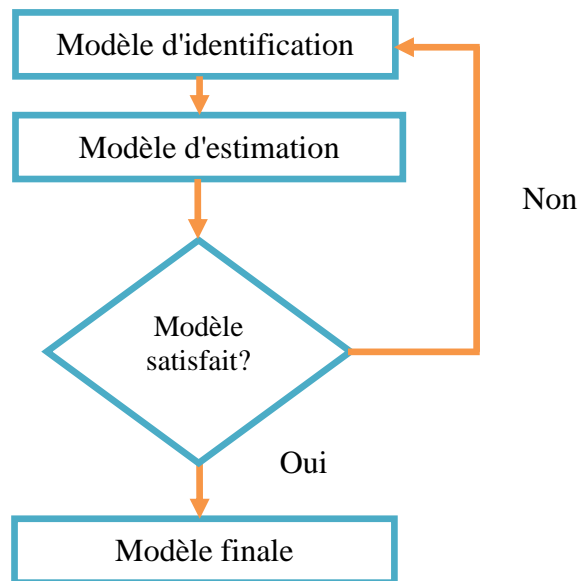 Modèle d'identification
Modèle d'estimation
Non
Modèle
satisfait?
Oui
Modèle finale